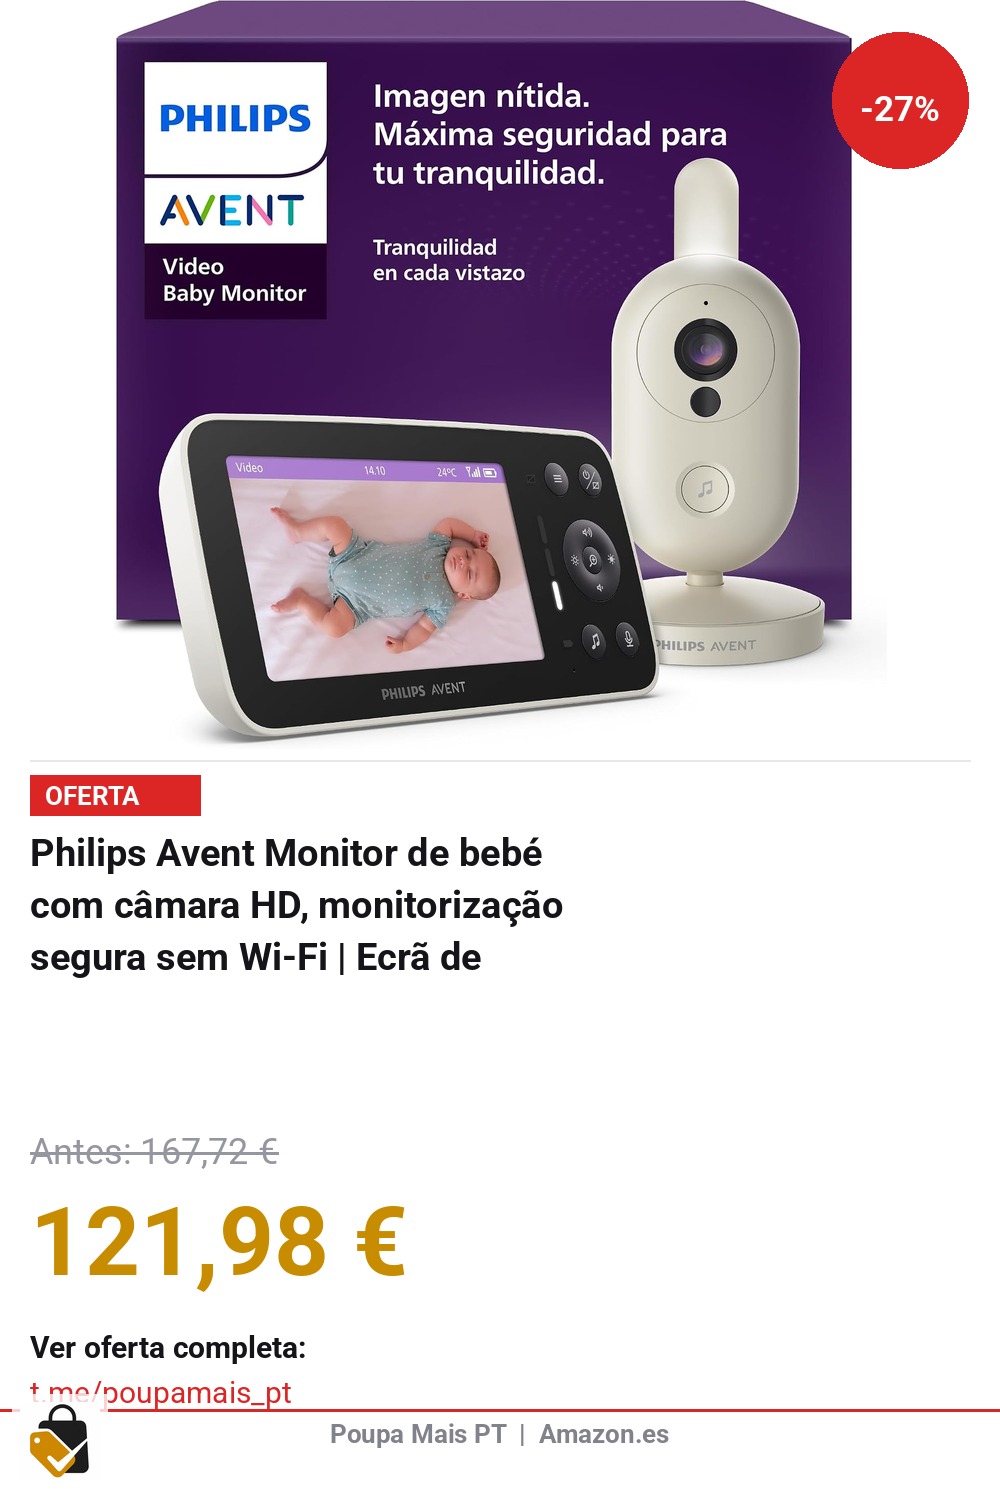 PHILIPS
AVENT
Video
Baby Monitor
Imagen nítida.
Máxima seguridad para
tu tranquilidad.
Tranquilidad
en cada vistazo
-27%
Video
14.10
24ºC
PHILIPS AVENT
PHILIPS AVENT
OFERTA
Philips Avent Monitor de bebé
com câmara HD, monitorização
segura sem Wi-Fi | Ecrã de
Antes: 167,72 €
121,98 €
Ver oferta completa:
t.me/poupamais_pt
Poupa Mais PT | Amazon.es